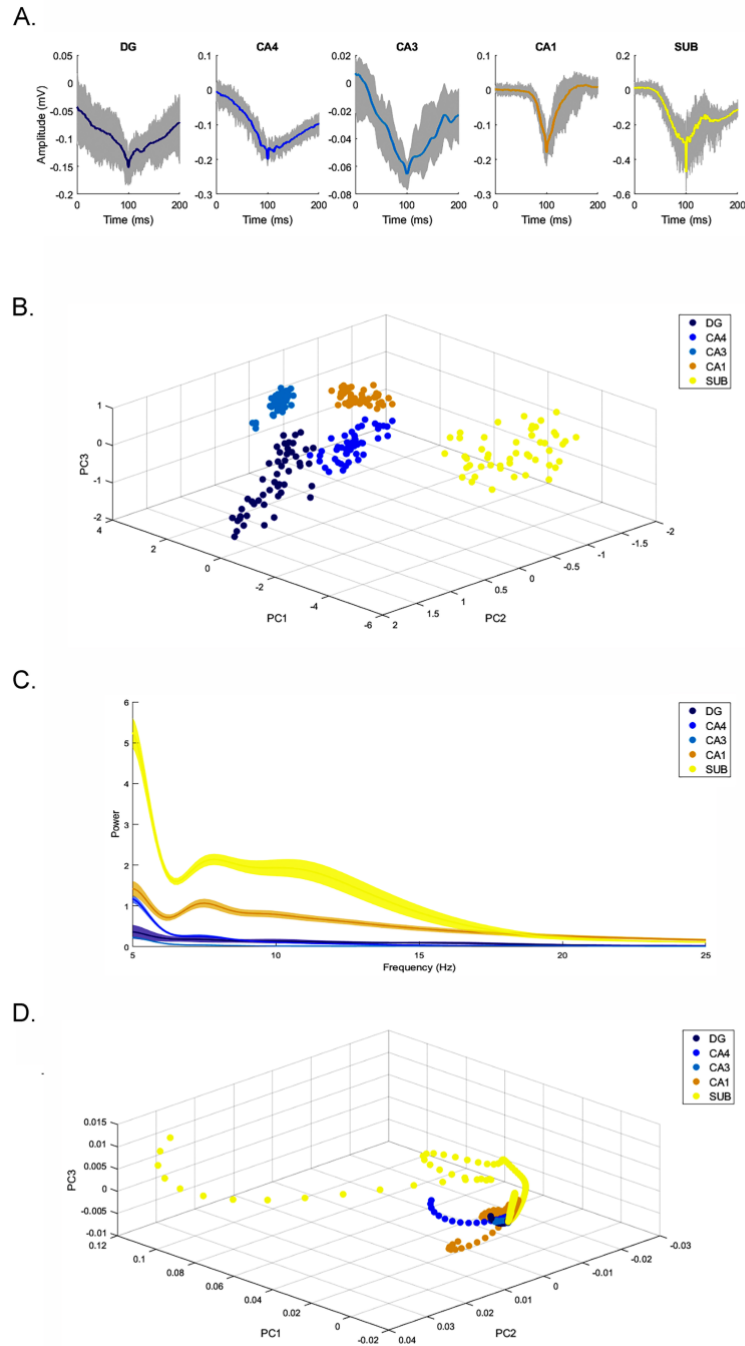 A.
DG CA4 CA3 CA1 SUB
0.05 0.1 0.02 0.1 0.2
0 0 0 0 0
-0.05 -0.1 -0.02 -0.1 -0.2
-0.1 -0.2 -0.04 -0.2 -0.4
-0.15 -0.3 -0.06 -0.3 -0.6
-0.2 -0.08
Amplitude (mV)
0 100 200 0 100 200 0 100 200 0 100 200 0 100 200
Time (ms) Time (ms) Time (ms) Time (ms) Time (ms)
B.
DG
CA4
CA3
CA1
SUB
1
0
-1
-2
PC3
4 2 0 -2 -4 -6
PC1
2 1.5 1 0.5 0 -0.5 -1 -1.5 -2
PC2
C.
DG
CA4
CA3
CA1
SUB
6
5
4
3
2
1
0
Power
5 10 15 20 25
Frequency (Hz)
D.
DG
CA4
CA3
CA1
SUB
0.015
0.01
0.005
0
-0.005
-0.01
PC3
0.12 0.1 0.08 0.06 0.04 0.02 0 -0.02
PC1
0.04 0.03 0.02 0.01 0 -0.01 -0.02 -0.03
PC2